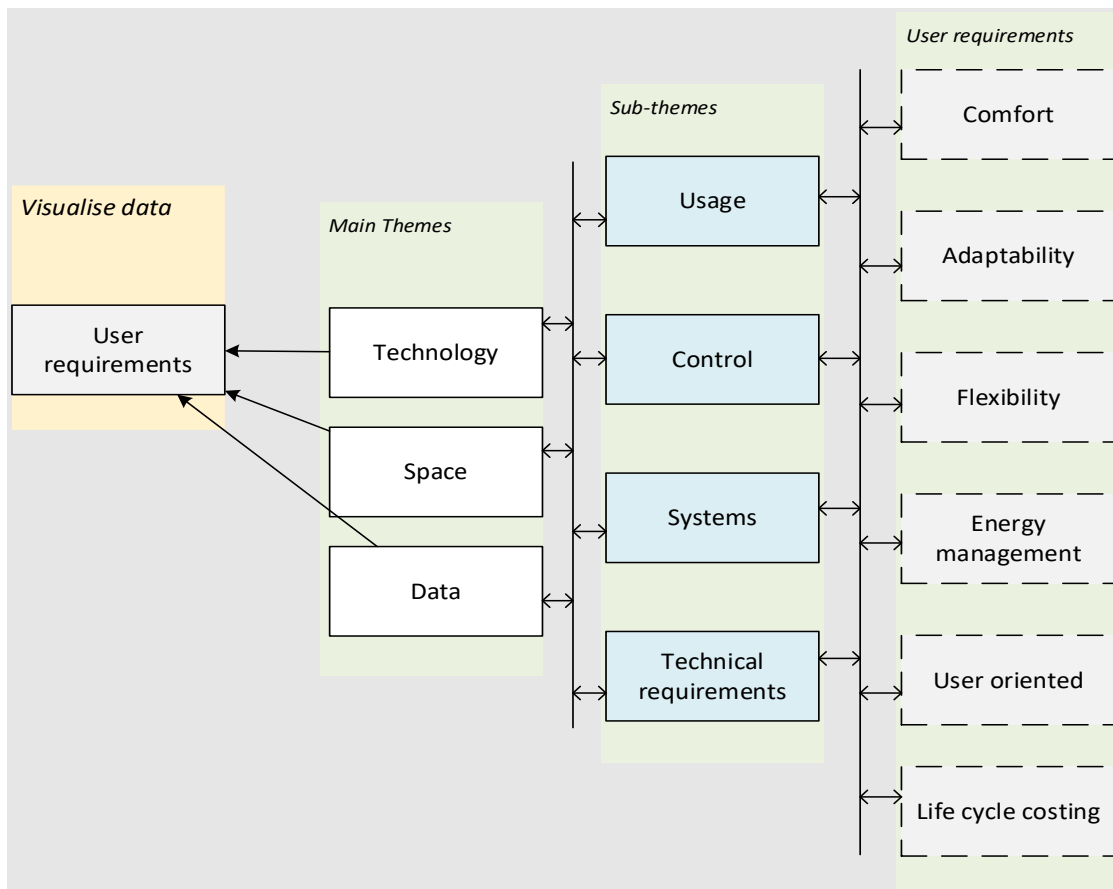 Visualise data
User
requirements
Main Themes
Technology
Space
Data
Sub-themes
Usage
Control
Systems
Technical
requirements
User requirements
Comfort
Adaptability
Flexibility
Energy
management
User oriented
Life cycle costing